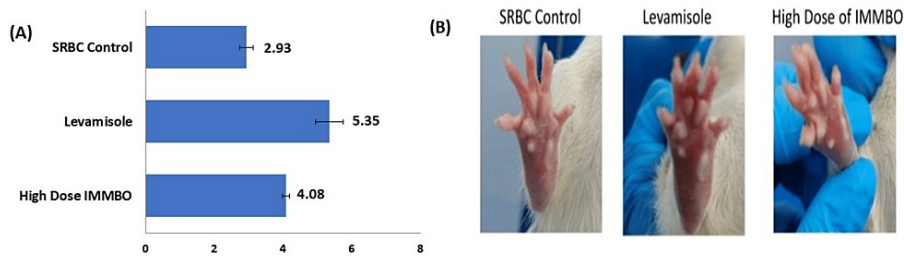 (A)
SRBC Control
2.93
Levamisole
5.35
High Dose IMMBO
4.08
0 2 4 6 8
(B)
SRBC Control
Levamisole
High Dose of IMMBO